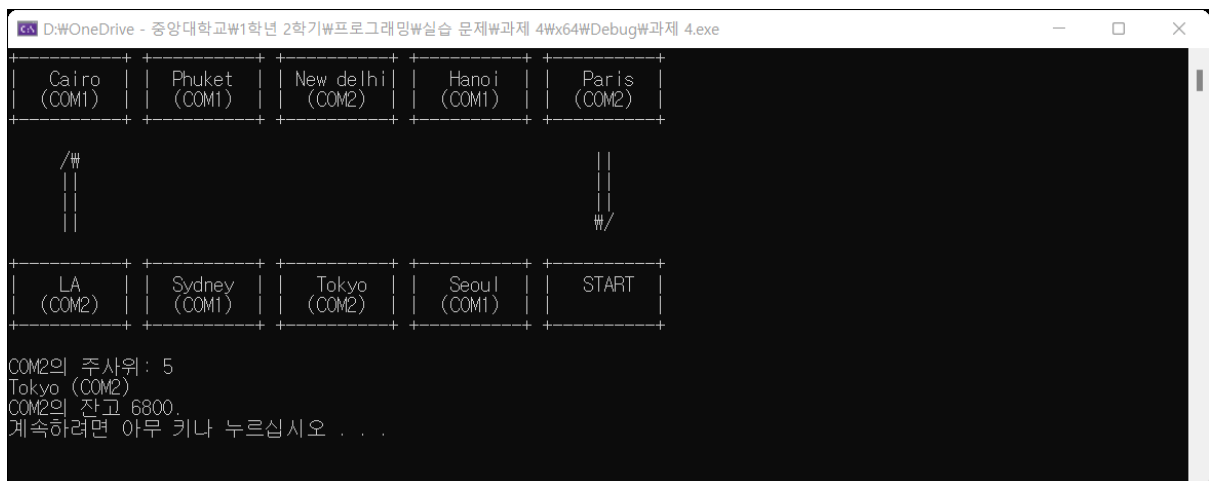 D:₩OneDrive - 중앙대학교₩1학년 2학기₩프로그래밍₩실습 문제₩과제 4₩x64₩Debug₩과제 4.exe
+----------+ +----------+ +----------+ +----------+ +----------+
|   Cairo  | |  Phuket  | | New delhi| |   Hanoi  | |   Paris  |
|  (COM1)  | |  (COM1)  | |  (COM2)  | |  (COM1)  | |  (COM2)  |
+----------+ +----------+ +----------+ +----------+ +----------+
/₩ ||
|| ||
|| ||
|| ₩/
+----------+ +----------+ +----------+ +----------+ +----------+
|    LA    | |  Sydney  | |   Tokyo  | |   Seoul  | |   START  |
|  (COM2)  | |  (COM1)  | |  (COM2)  | |  (COM1)  | |          |
+----------+ +----------+ +----------+ +----------+ +----------+
COM2의 주사위: 5
Tokyo (COM2)
COM2의 잔고 6800.
계속하려면 아무 키나 누르십시오 . . .